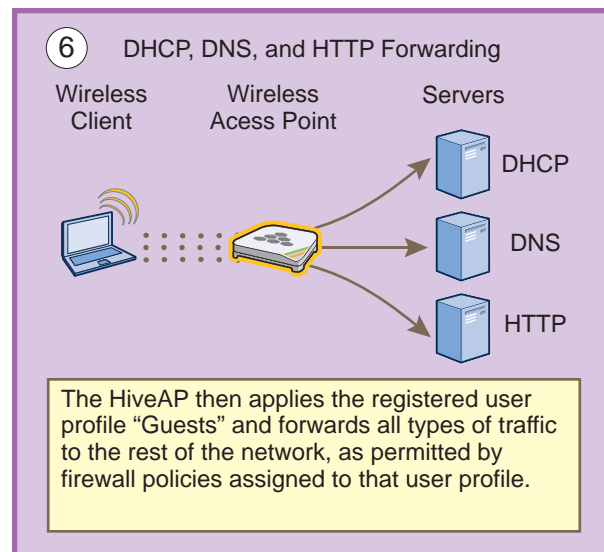 6 DHCP, DNS, and HTTP Forwarding
Wireless Client
Wireless Acess Point
Servers
DHCP
DNS
HTTP
The HiveAP then applies the registered user
profile “Guests” and forwards all types of traffic
to the rest of the network, as permitted by
firewall policies assigned to that user profile.